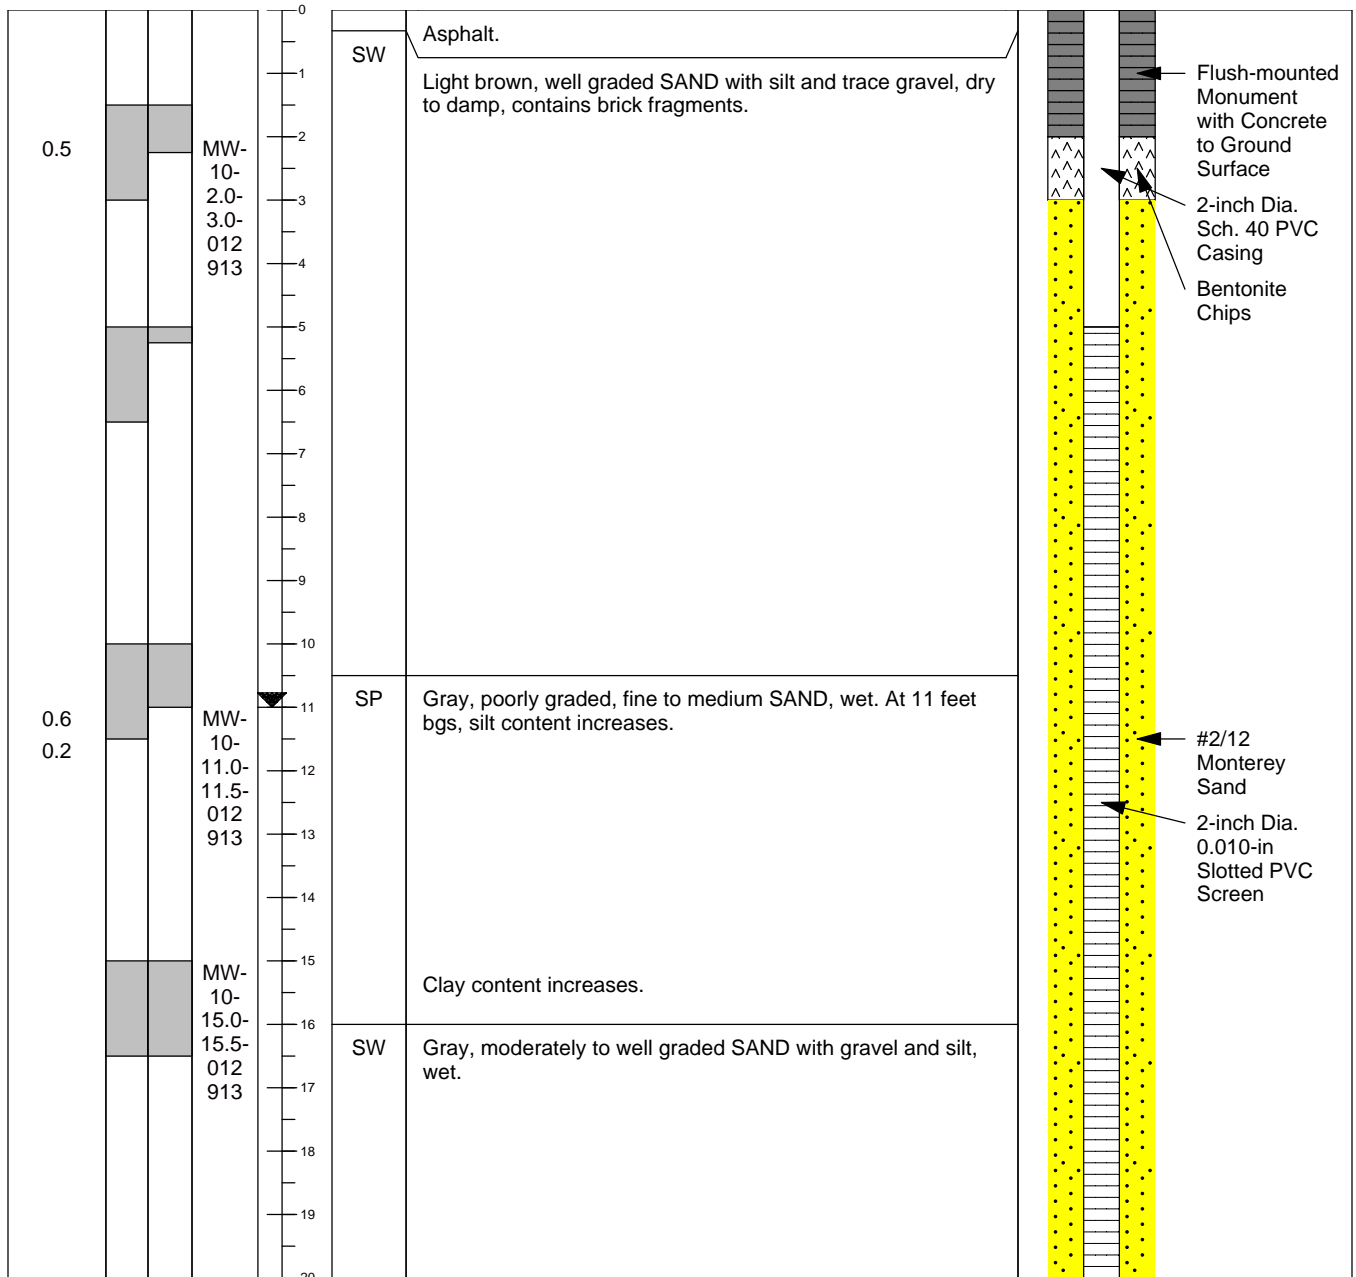 0
Asphalt.
SW
Light brown, well graded SAND with silt and trace gravel, dry
to damp, contains brick fragments.
1
Flush-mounted
Monument
with Concrete
to Ground
Surface
2
0.5
MW-
10-
2.0-
3.0-
012
913
3
2-inch Dia.
Sch. 40 PVC
Casing
4
Bentonite
Chips
5
6
7
8
9
10
SP
Gray, poorly graded, fine to medium SAND, wet. At 11 feet
bgs, silt content increases.
11
0.6
0.2
MW-
10-
11.0-
11.5-
012
913
#2/12
Monterey
Sand
12
13
2-inch Dia.
0.010-in
Slotted PVC
Screen
14
15
MW-
10-
15.0-
15.5-
012
913
Clay content increases.
16
SW
Gray, moderately to well graded SAND with gravel and silt,
wet.
17
18
19
20